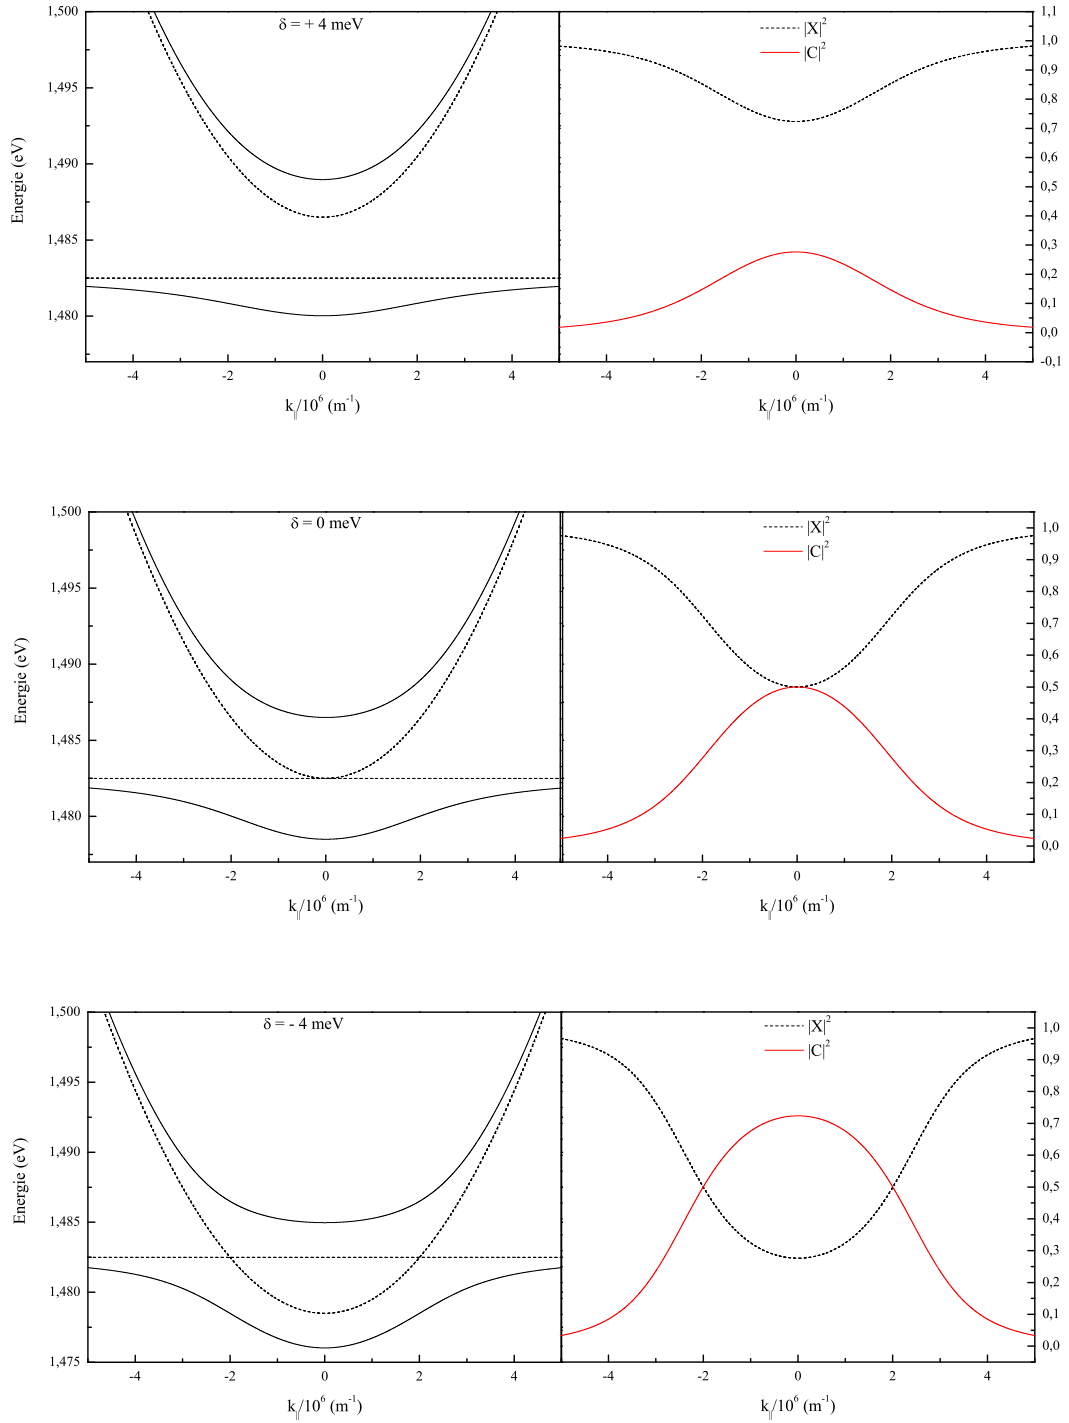 δ = + 4 meV
1,500
1,495
1,490
1,485
1,480
Energie (eV)
-4 -2 0 2 4
k||/10^6 (m^-1)
|X|^2
|C|^2
1,1
1,0
0,9
0,8
0,7
0,6
0,5
0,4
0,3
0,2
0,1
0,0
-0,1
-4 -2 0 2 4
k||/10^6 (m^-1)
δ = 0 meV
1,500
1,495
1,490
1,485
1,480
Energie (eV)
-4 -2 0 2 4
k||/10^6 (m^-1)
|X|^2
|C|^2
1,0
0,9
0,8
0,7
0,6
0,5
0,4
0,3
0,2
0,1
0,0
-4 -2 0 2 4
k||/10^6 (m^-1)
δ = - 4 meV
1,500
1,495
1,490
1,485
1,480
1,475
Energie (eV)
-4 -2 0 2 4
k||/10^6 (m^-1)
|X|^2
|C|^2
1,0
0,9
0,8
0,7
0,6
0,5
0,4
0,3
0,2
0,1
0,0
-4 -2 0 2 4
k||/10^6 (m^-1)